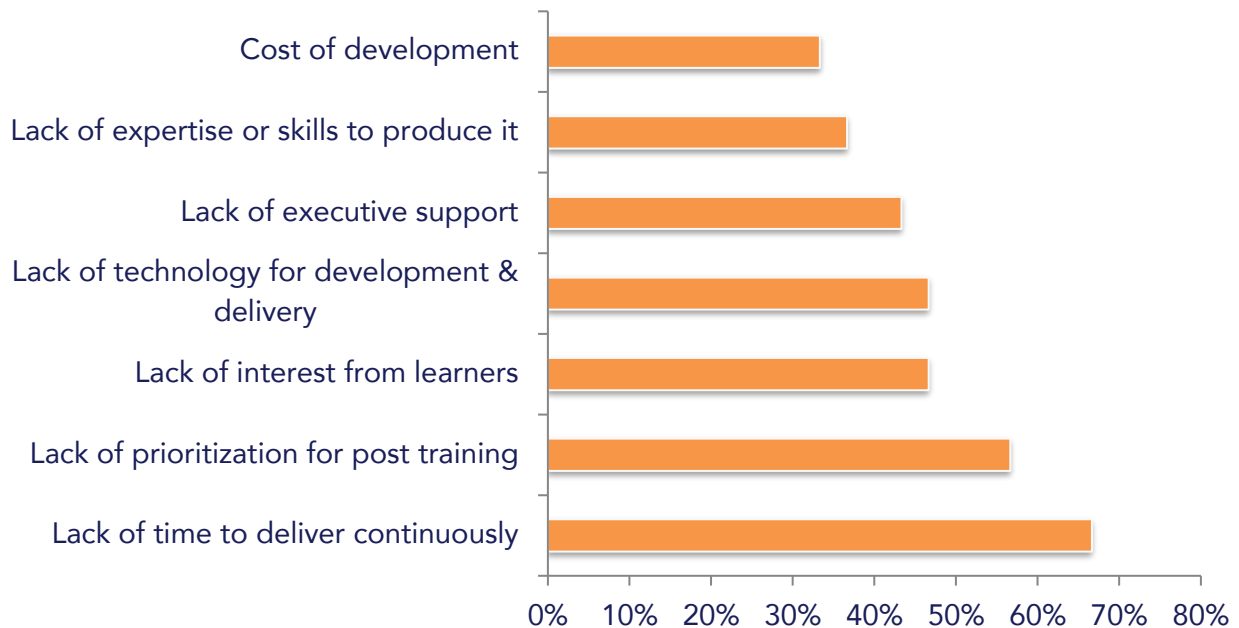 Cost of development
Lack of expertise or skills to produce it
Lack of executive support
Lack of technology for development &
delivery
Lack of interest from learners
Lack of prioritization for post training
Lack of time to deliver continuously
0% 10% 20% 30% 40% 50% 60% 70% 80%